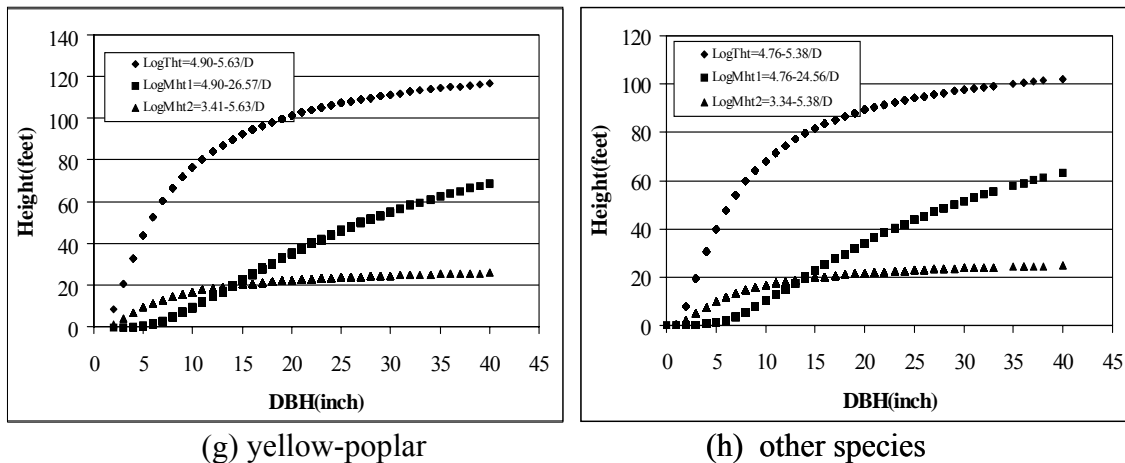 140
120
100
80
60
40
20
0
Height(feet)
LogTht=4.90-5.63/D
LogMht1=4.90-26.57/D
LogMht2=3.41-5.63/D
0 5 10 15 20 25 30 35 40 45
DBH(inch)
(g) yellow-poplar
120
100
80
60
40
20
0
Height(feet)
LogTht=4.76-5.38/D
LogMht1=4.76-24.56/D
LogMht2=3.34-5.38/D
0 5 10 15 20 25 30 35 40 45
DBH(inch)
(h) other species